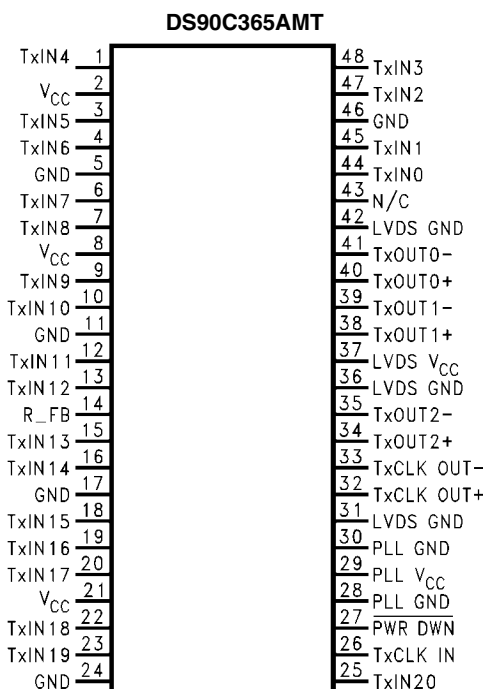 DS90C365AMT
TxIN4 1
VCC 2
TxIN5 3
TxIN6 4
GND 5
TxIN7 6
TxIN8 7
VCC 8
TxIN9 9
TxIN10 10
GND 11
TxIN11 12
TxIN12 13
R_FB 14
TxIN13 15
TxIN14 16
GND 17
TxIN15 18
TxIN16 19
TxIN17 20
VCC 21
TxIN18 22
TxIN19 23
GND 24
48 TxIN3
47 TxIN2
46 GND
45 TxIN1
44 TxIN0
43 N/C
42 LVDS GND
41 TxOUT0-
40 TxOUT0+
39 TxOUT1-
38 TxOUT1+
37 LVDS VCC
36 LVDS GND
35 TxOUT2-
34 TxOUT2+
33 TxCLK OUT-
32 TxCLK OUT+
31 LVDS GND
30 PLL GND
29 PLL VCC
28 PLL GND
27 PWR DWN
26 TxCLK IN
25 TxIN20